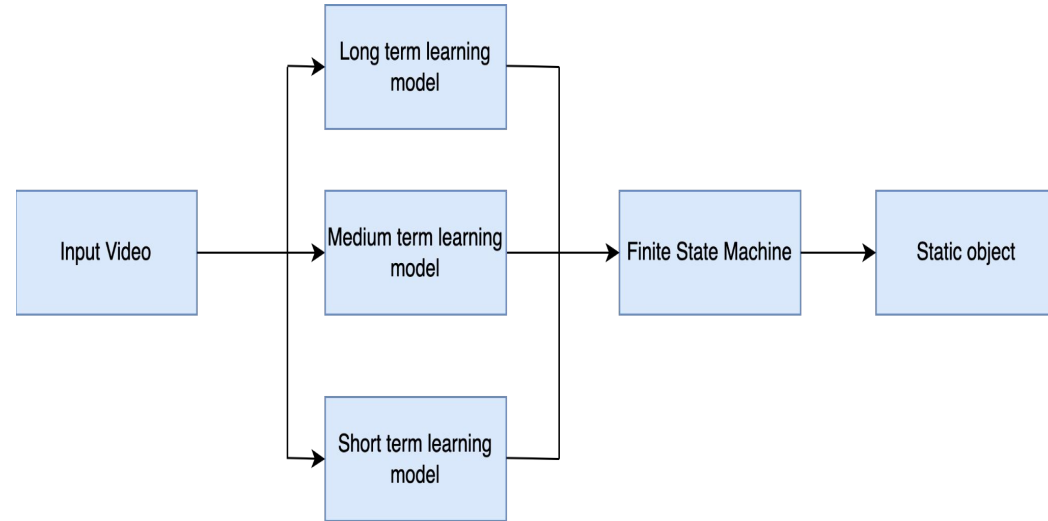 Long term learning
model
Input Video
Medium term learning
model
Finite State Machine
Static object
Short term learning
model